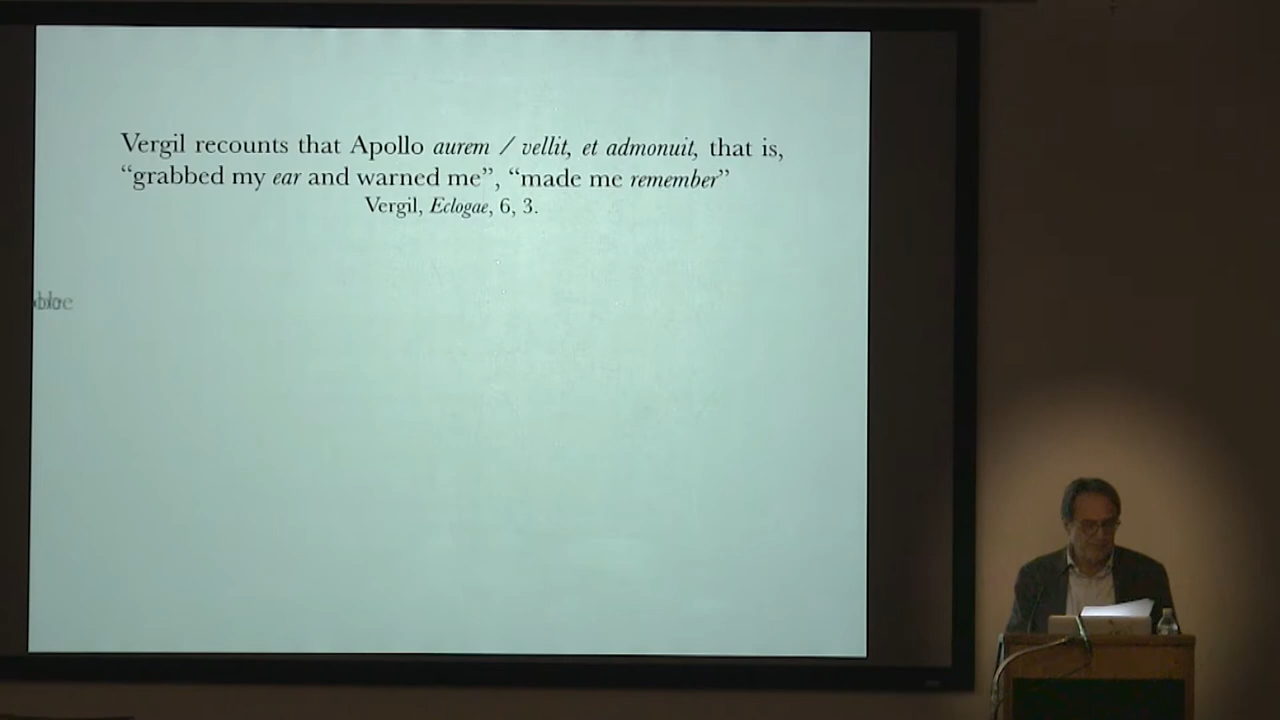 Vergil recounts that Apollo aurem / vellit, et admonuit, that is,
“grabbed my ear and warned me”, “made me remember”
Vergil, Eclogae, 6, 3.